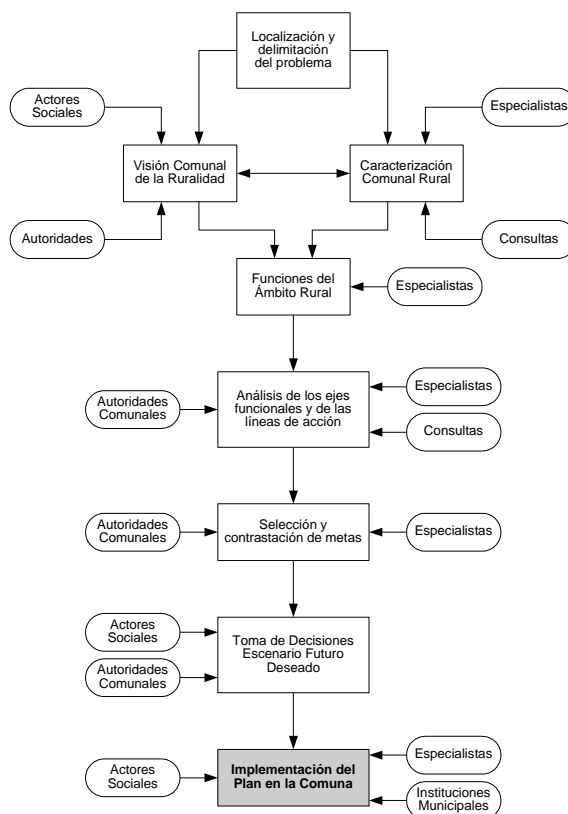 Localización y
delimitación
del problema
Actores
Sociales
Especialistas
Visión Comunal
de la Ruralidad
Caracterización
Comunal Rural
Autoridades
Consultas
Funciones del
Ámbito Rural
Especialistas
Autoridades
Comunales
Análisis de los ejes
funcionales y de las
líneas de acción
Especialistas
Consultas
Autoridades
Comunales
Selección y
contrastación de metas
Especialistas
Actores
Sociales
Autoridades
Comunales
Toma de Decisiones
Escenario Futuro
Deseado
Actores
Sociales
Implementación del
Plan en la Comuna
Especialistas
Instituciones
Municipales